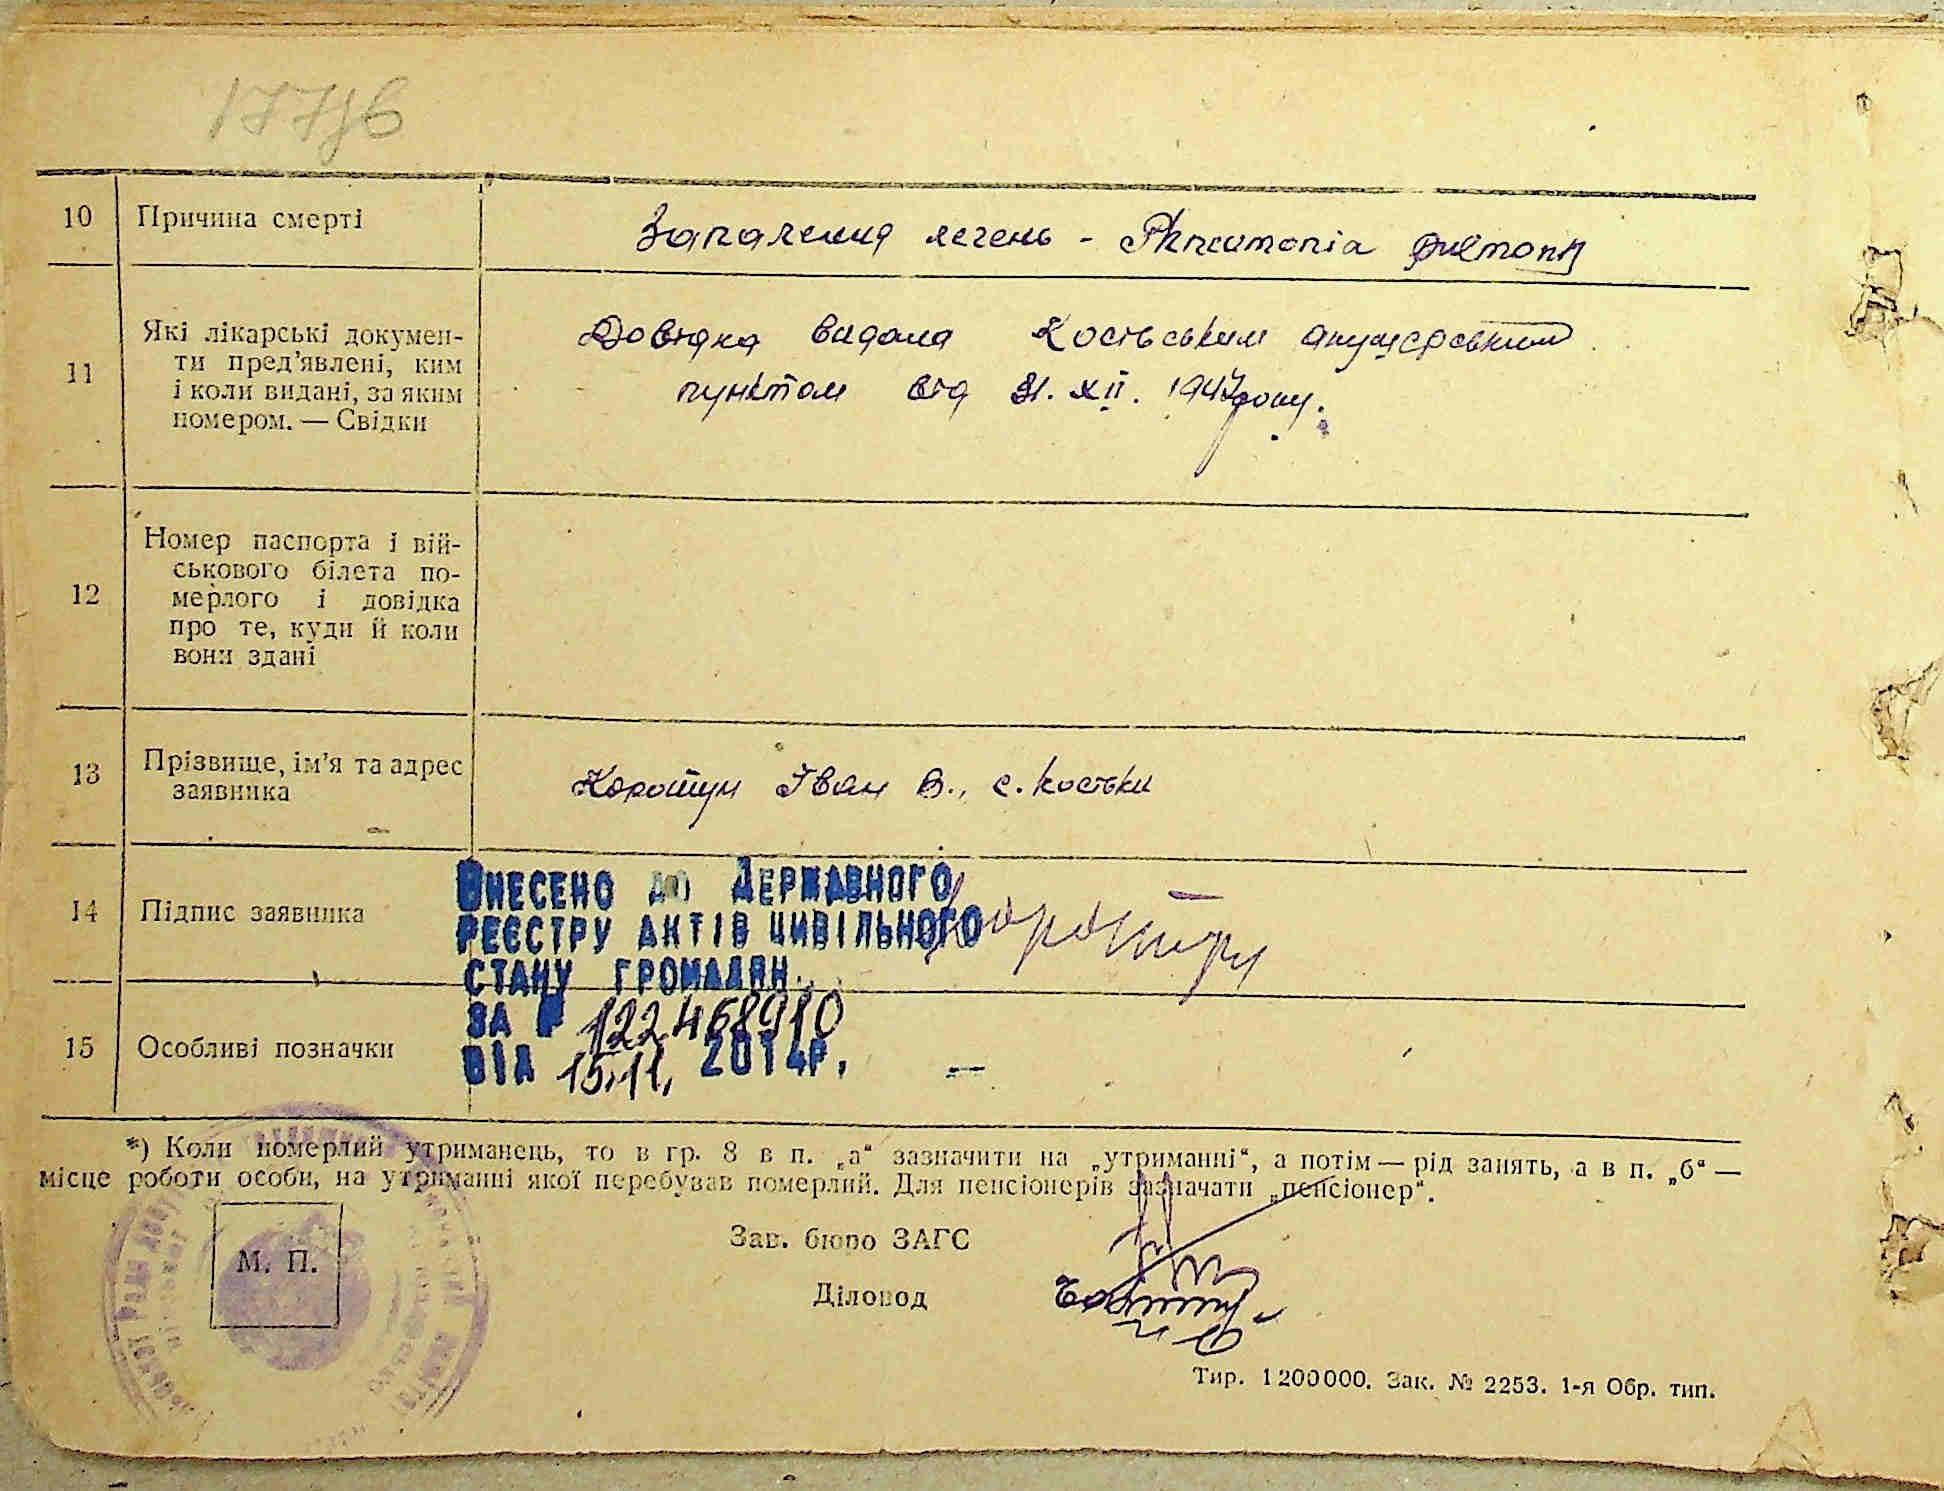 10 Причина смерті Запалення легень - Phneumonia
11 Які лікарські докумен-
ти пред'явлені, ким
і коли видані, за яким
номером. — Свідки
Довідка видана Костівським акушерським
пунктом від 31. XII. 1947 року.
12 Номер паспорта і вій-
ськового білета по-
мерлого і довідка
про те, куди й коли
вони здані
13 Прізвище, ім'я та адрес
заявника
Коротун Іван В., с. Костьки
14 Підпис заявника
15 Особливі позначки
--
Внесено до Державного
реєстру актів цивільного
стану громадян.
за № 122468910
від 15.11. 2014р.
*) Коли померлий утриманець, то в гр. 8 в п. „а“ зазначити на „утриманні“, а потім — рід занять, а в п. „б“ —
місце роботи особи, на утриманні якої перебував померлий. Для пенсіонерів зазначати „пенсіонер“.
М. П.
Зав. бюро ЗАГС
Діловод
Тир. 1200000. Зак. № 2253. 1-я Обр. тип.